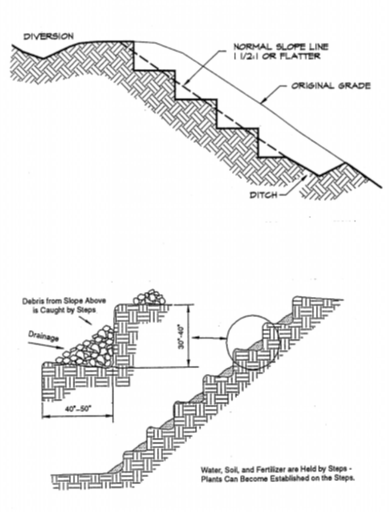 DIVERSION
NORMAL SLOPE LINE
1 1/2:1 OR FLATTER
ORIGINAL GRADE
DITCH
Debris from Slope Above
is Caught by Steps
Drainage
30"-40"
40"-50"
Water, Soil, and Fertilizer are Held by Steps -
Plants Can Become Established on the Steps.